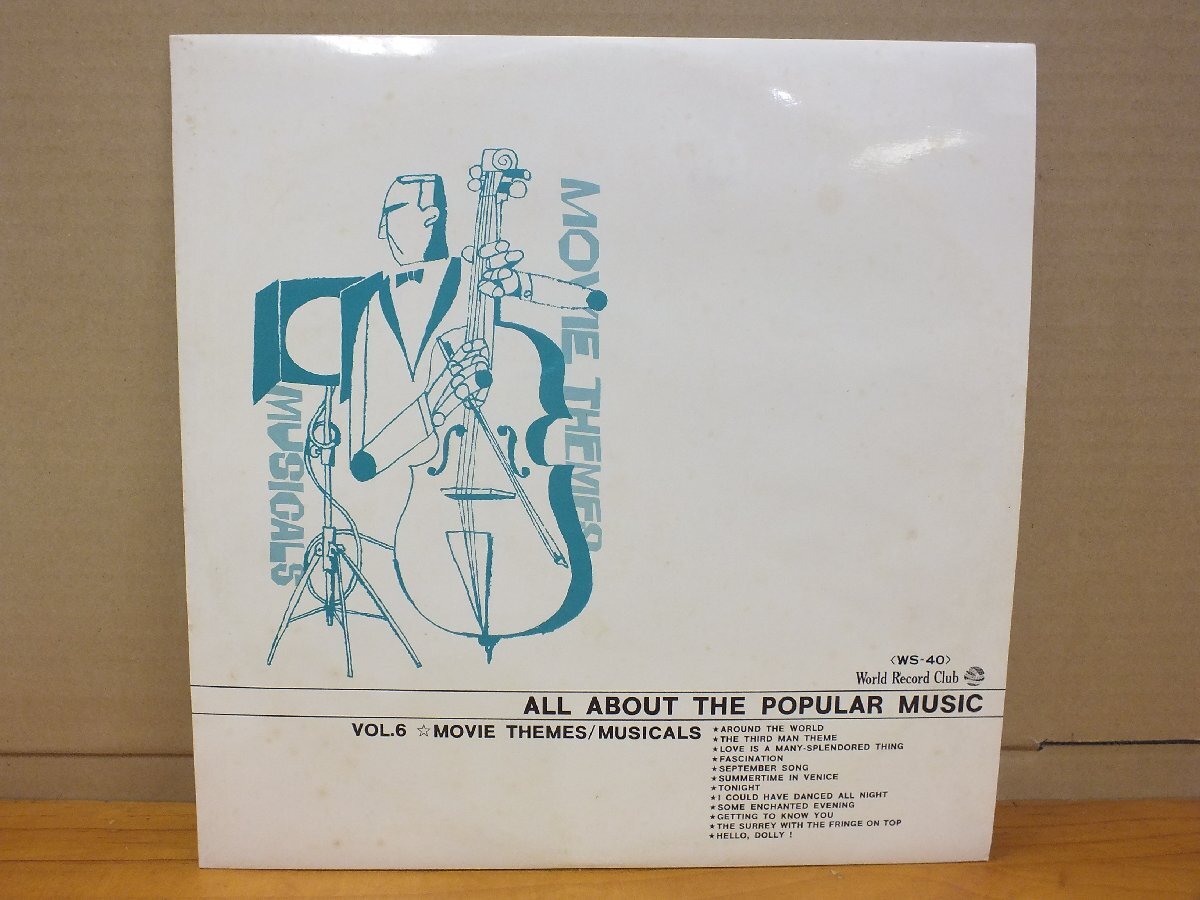 MOVIE THEMES
MUSICALS
〈WS-40〉
World Record Club
ALL ABOUT THE POPULAR MUSIC
VOL.6 ☆MOVIE THEMES/MUSICALS
★AROUND THE WORLD
★THE THIRD MAN THEME
★LOVE IS A MANY-SPLENDORED THING
★FASCINATION
★SEPTEMBER SONG
★SUMMERTIME IN VENICE
★TONIGHT
★I COULD HAVE DANCED ALL NIGHT
★SOME ENCHANTED EVENING
★GETTING TO KNOW YOU
★THE SURREY WITH THE FRINGE ON TOP
★HELLO, DOLLY !